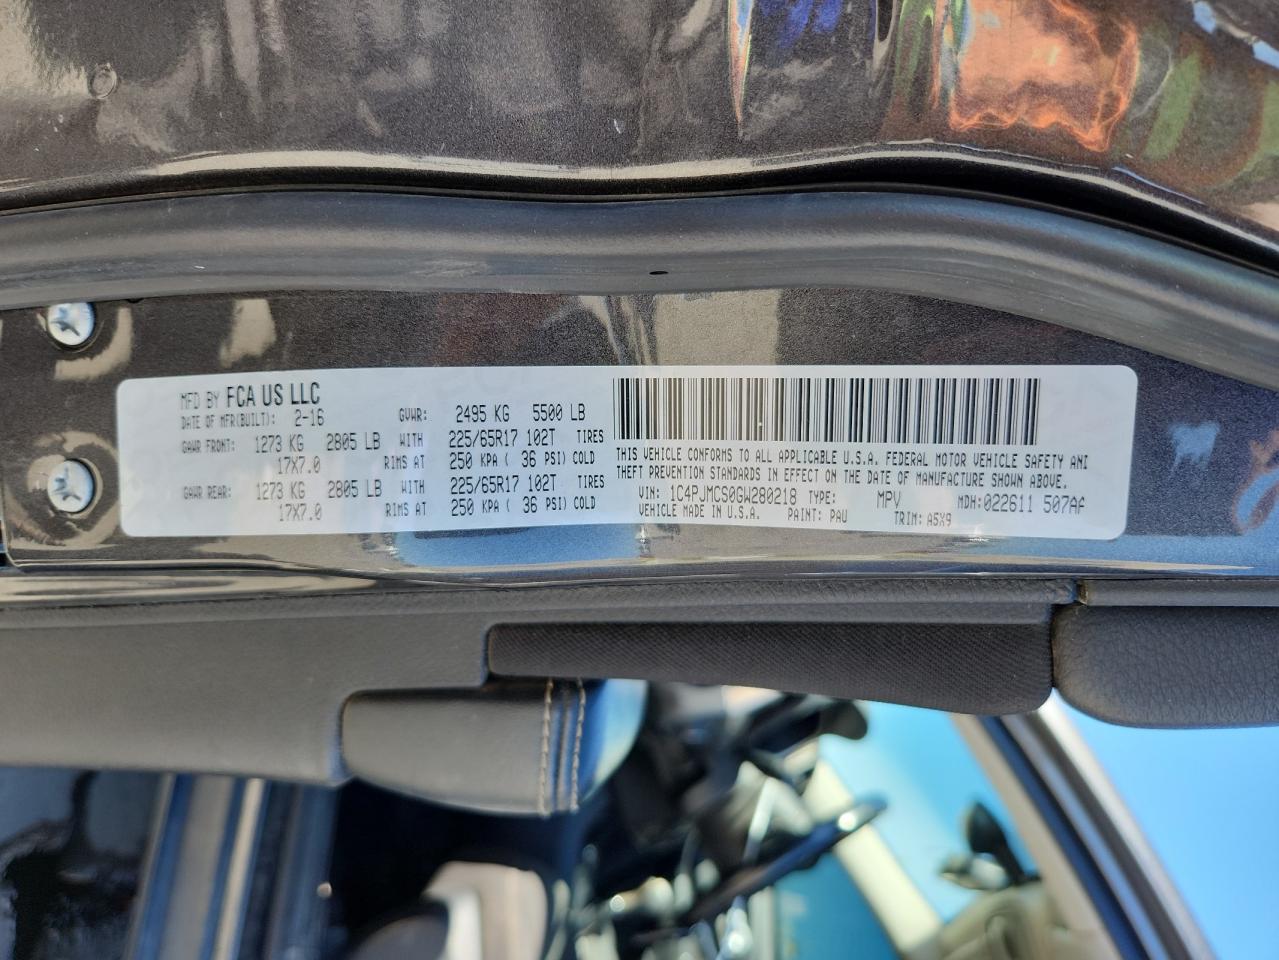 MFD BY FCA US LLC
DATE OF MFR(BUILT): 2-16 GVWR: 2495 KG 5500 LB
GAWR FRONT: 1273 KG 2805 LB WITH 225/65R17 102T TIRES
17X7.0 RIMS AT 250 KPA ( 36 PSI) COLD
GAWR REAR: 1273 KG 2805 LB WITH 225/65R17 102T TIRES
17X7.0 RIMS AT 250 KPA ( 36 PSI) COLD
THIS VEHICLE CONFORMS TO ALL APPLICABLE U.S.A. FEDERAL MOTOR VEHICLE SAFETY AND
THEFT PREVENTION STANDARDS IN EFFECT ON THE DATE OF MANUFACTURE SHOWN ABOVE.
VIN: 1C4PJMCS0GW280218 TYPE: MPV MDH:022611 507AF
VEHICLE MADE IN U.S.A. PAINT: PAU TRIM: A5X9